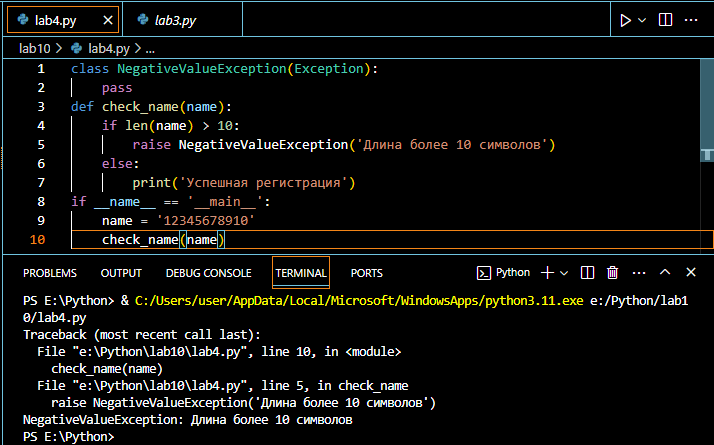 lab4.py lab3.py
lab10 > lab4.py > ...
1 class NegativeValueException(Exception):
2 pass
3 def check_name(name):
4 if len(name) > 10:
5 raise NegativeValueException('Длина более 10 символов')
6 else:
7 print('Успешная регистрация')
8 if __name__ == '__main__':
9 name = '12345678910'
10 check_name(name)
PROBLEMS OUTPUT DEBUG CONSOLE TERMINAL PORTS Python
PS E:\Python> & C:/Users/user/AppData/Local/Microsoft/WindowsApps/python3.11.exe e:/Python/lab1
0/lab4.py
Traceback (most recent call last):
File "e:\Python\lab10\lab4.py", line 10, in <module>
check_name(name)
File "e:\Python\lab10\lab4.py", line 5, in check_name
raise NegativeValueException('Длина более 10 символов')
NegativeValueException: Длина более 10 символов
PS E:\Python>